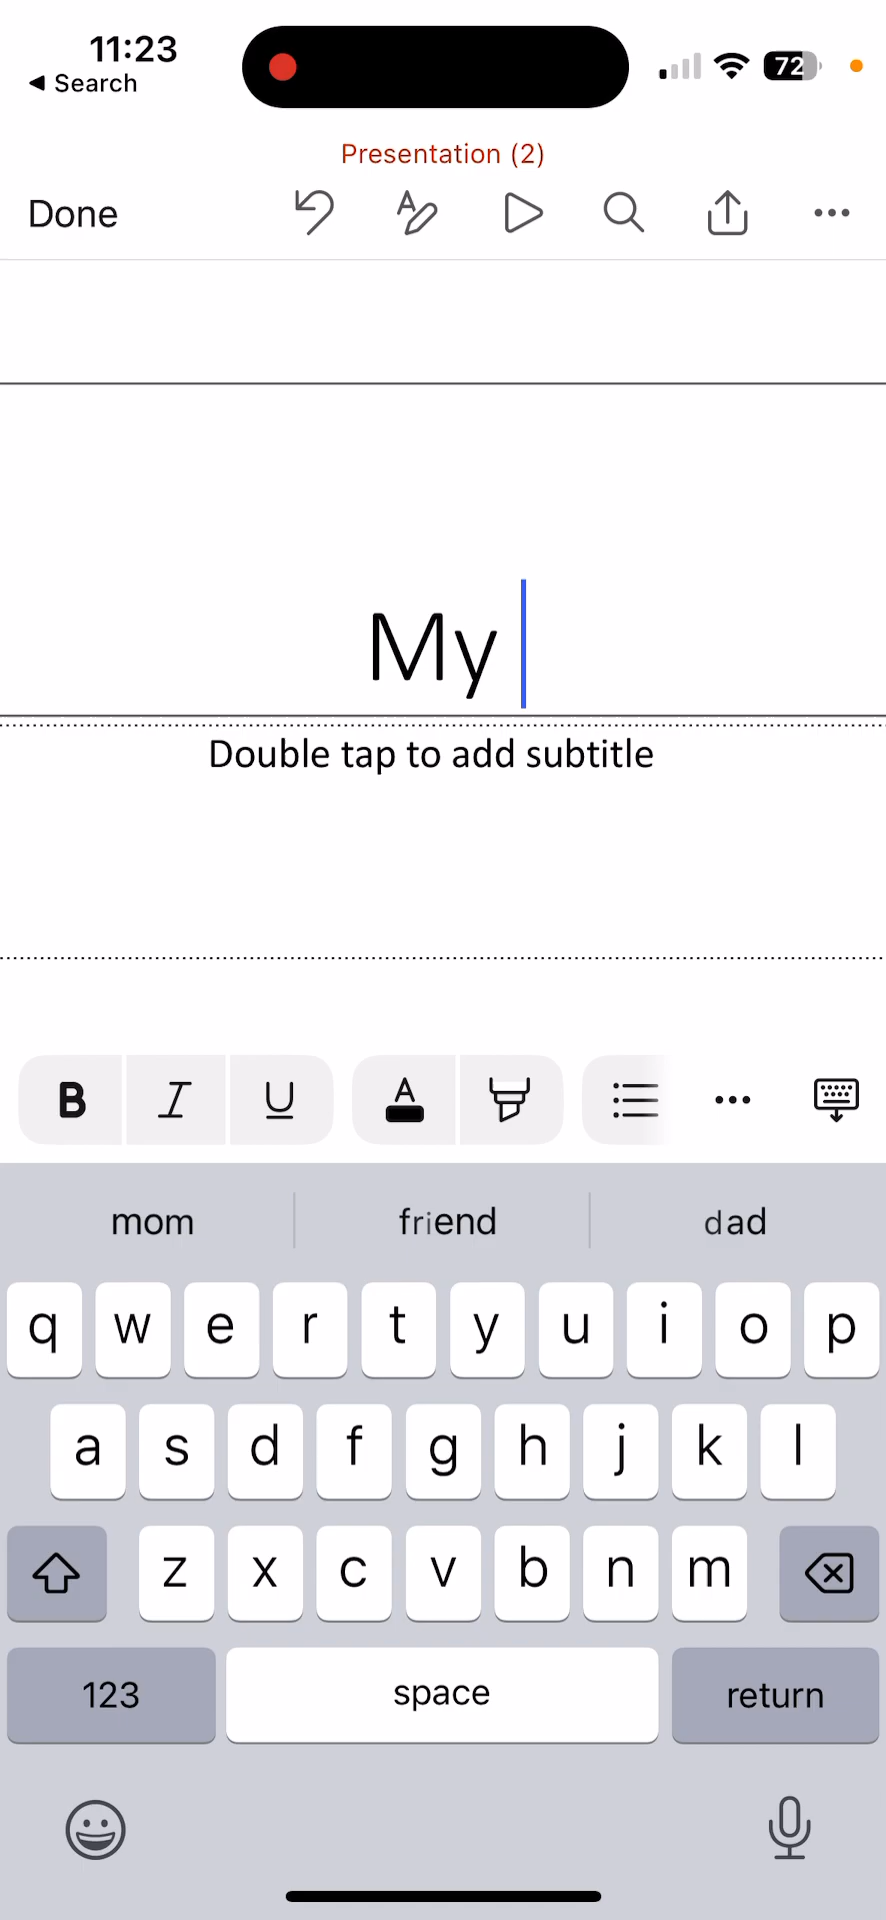 11:23
72
◀ Search
Presentation (2)
Done
My
Double tap to add subtitle
B I U A
mom friend dad
q w e r t y u i o p
a s d f g h j k l
z x c v b n m
123 space return